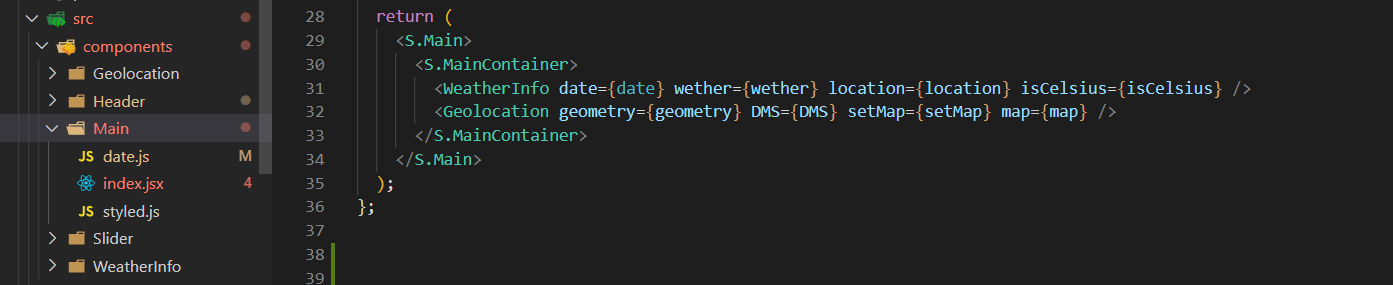 src
components
Geolocation
Header
Main
JS date.js M
index.jsx 4
JS styled.js
Slider
WeatherInfo
28 return (
29 <S.Main>
30 <S.MainContainer>
31 <WeatherInfo date={date} wether={wether} location={location} isCelsius={isCelsius} />
32 <Geolocation geometry={geometry} DMS={DMS} setMap={setMap} map={map} />
33 </S.MainContainer>
34 </S.Main>
35 );
36 };
37
38
39